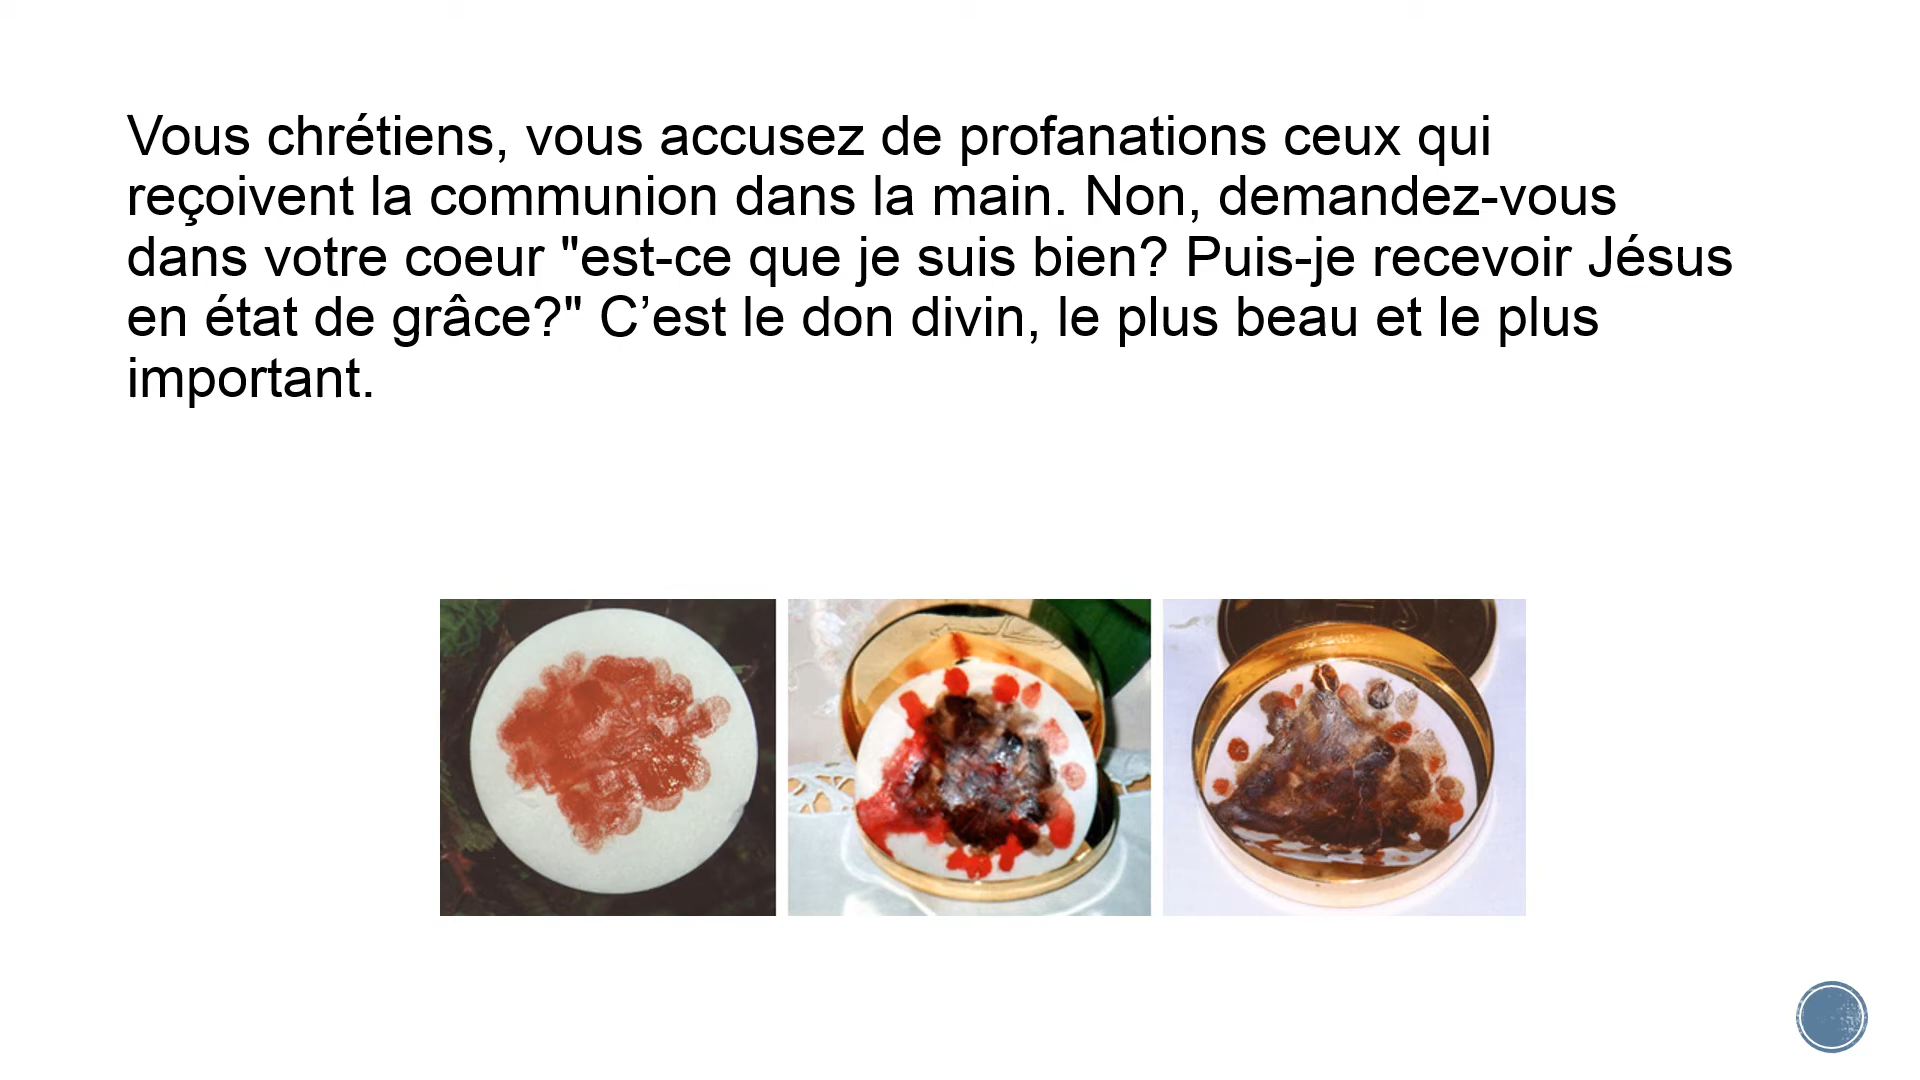 Vous chrétiens, vous accusez de profanations ceux qui
reçoivent la communion dans la main. Non, demandez-vous
dans votre coeur "est-ce que je suis bien? Puis-je recevoir Jésus
en état de grâce?" C’est le don divin, le plus beau et le plus
important.